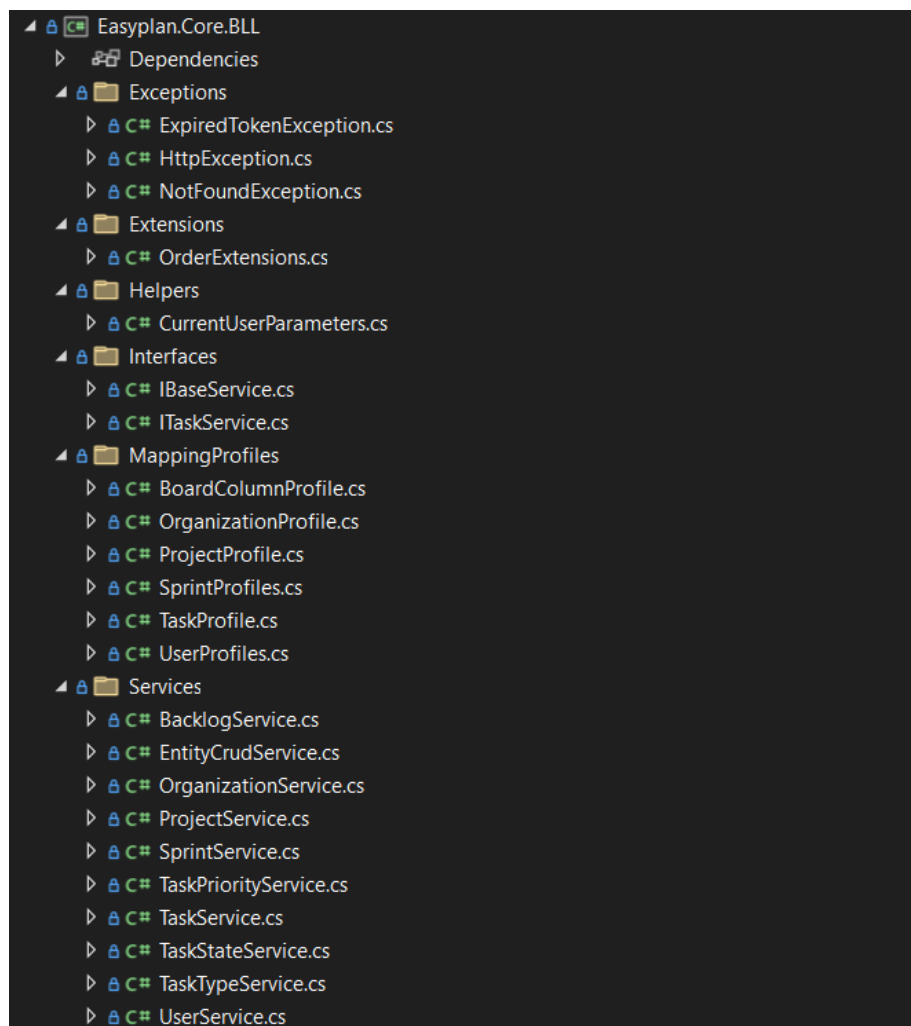 C# Easyplan.Core.BLL
Dependencies
Exceptions
C# ExpiredTokenException.cs
C# HttpException.cs
C# NotFoundException.cs
Extensions
C# OrderExtensions.cs
Helpers
C# CurrentUserParameters.cs
Interfaces
C# IBaseService.cs
C# ITaskService.cs
MappingProfiles
C# BoardColumnProfile.cs
C# OrganizationProfile.cs
C# ProjectProfile.cs
C# SprintProfiles.cs
C# TaskProfile.cs
C# UserProfiles.cs
Services
C# BacklogService.cs
C# EntityCrudService.cs
C# OrganizationService.cs
C# ProjectService.cs
C# SprintService.cs
C# TaskPriorityService.cs
C# TaskService.cs
C# TaskStateService.cs
C# TaskTypeService.cs
C# UserService.cs